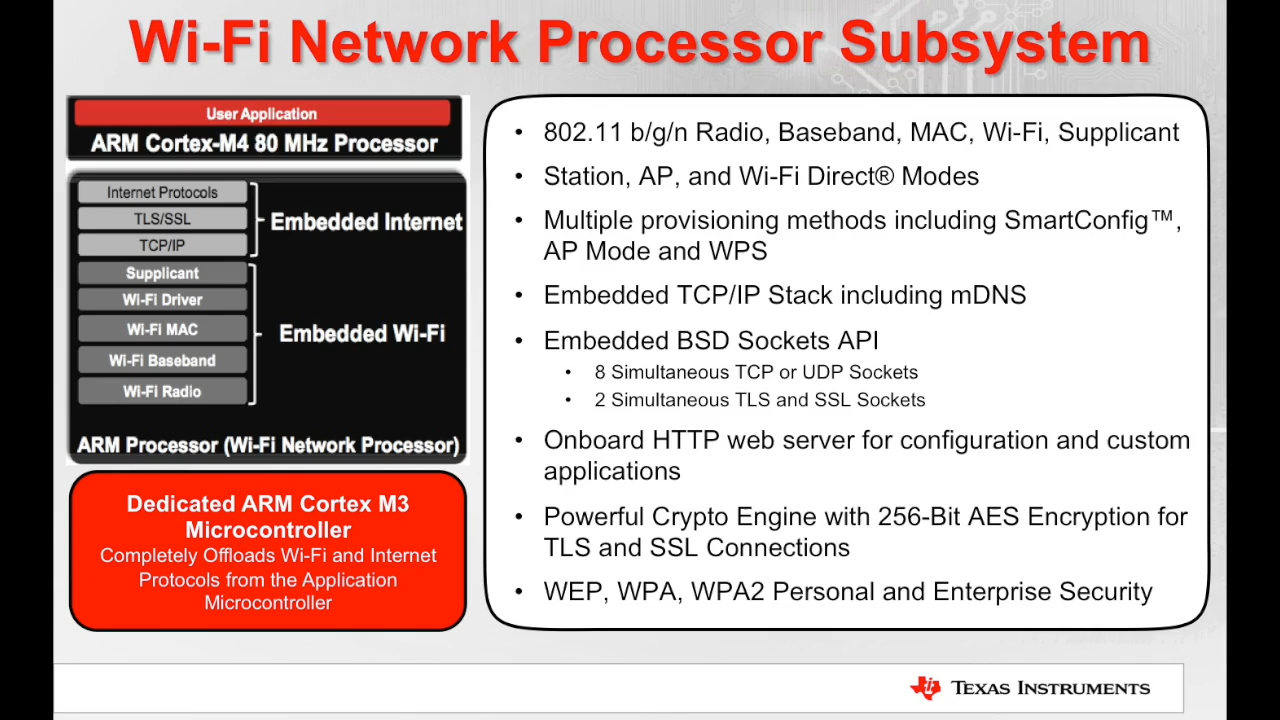 Wi-Fi Network Processor Subsystem
User Application
ARM Cortex-M4 80 MHz Processor
Internet Protocols
TLS/SSL
TCP/IP
Embedded Internet
Supplicant
Wi-Fi Driver
Wi-Fi MAC
Wi-Fi Baseband
Wi-Fi Radio
Embedded Wi-Fi
ARM Processor (Wi-Fi Network Processor)
Dedicated ARM Cortex M3
Microcontroller
Completely Offloads Wi-Fi and Internet
Protocols from the Application
Microcontroller
• 802.11 b/g/n Radio, Baseband, MAC, Wi-Fi, Supplicant
• Station, AP, and Wi-Fi Direct® Modes
• Multiple provisioning methods including SmartConfig™,
AP Mode and WPS
• Embedded TCP/IP Stack including mDNS
• Embedded BSD Sockets API
• 8 Simultaneous TCP or UDP Sockets
• 2 Simultaneous TLS and SSL Sockets
• Onboard HTTP web server for configuration and custom
applications
• Powerful Crypto Engine with 256-Bit AES Encryption for
TLS and SSL Connections
• WEP, WPA, WPA2 Personal and Enterprise Security
TEXAS INSTRUMENTS